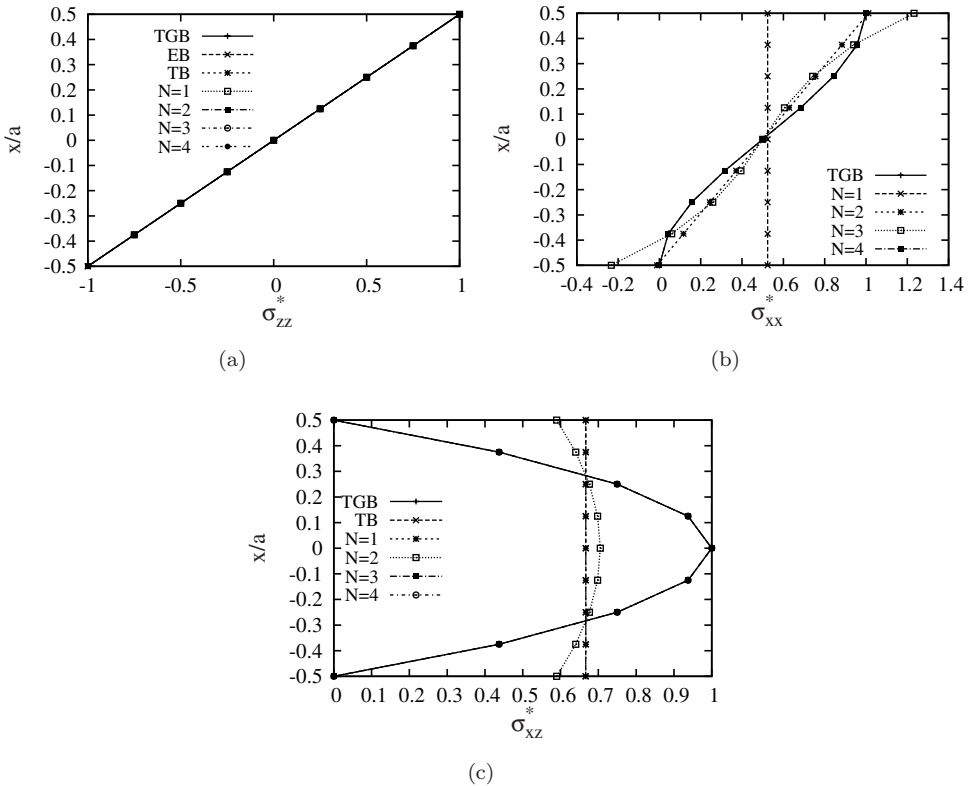 0.5
0.4
0.3
0.2
0.1
0
-0.1
-0.2
-0.3
-0.4
-0.5
x/a
TGB
EB
TB
N=1
N=2
N=3
N=4
-1
-0.5
0
0.5
1
σ*zz
(a)
0.5
0.4
0.3
0.2
0.1
0
-0.1
-0.2
-0.3
-0.4
-0.5
x/a
TGB
N=1
N=2
N=3
N=4
-0.4
-0.2
0
0.2
0.4
0.6
0.8
1
1.2
1.4
σ*xx
(b)
0.5
0.4
0.3
0.2
0.1
0
-0.1
-0.2
-0.3
-0.4
-0.5
x/a
TGB
TB
N=1
N=2
N=3
N=4
0
0.1
0.2
0.3
0.4
0.5
0.6
0.7
0.8
0.9
1
σ*xz
(c)